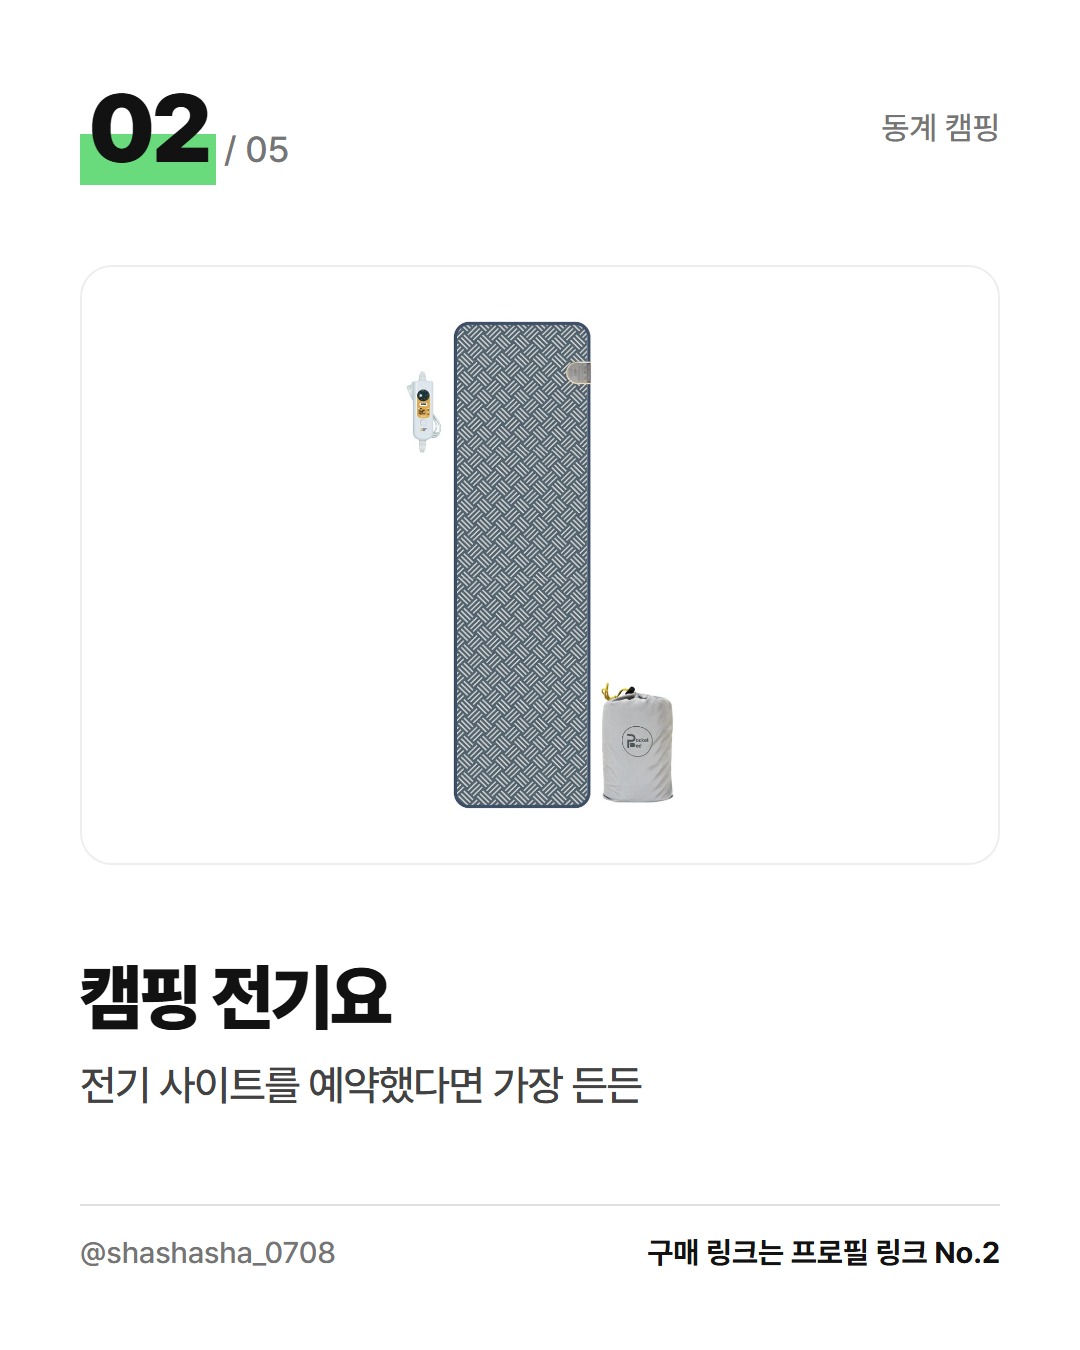 02 / 05
동계 캠핑
Pocket
Bee
캠핑 전기요
전기 사이트를 예약했다면 가장 든든
@shashasha_0708
구매 링크는 프로필 링크 No.2